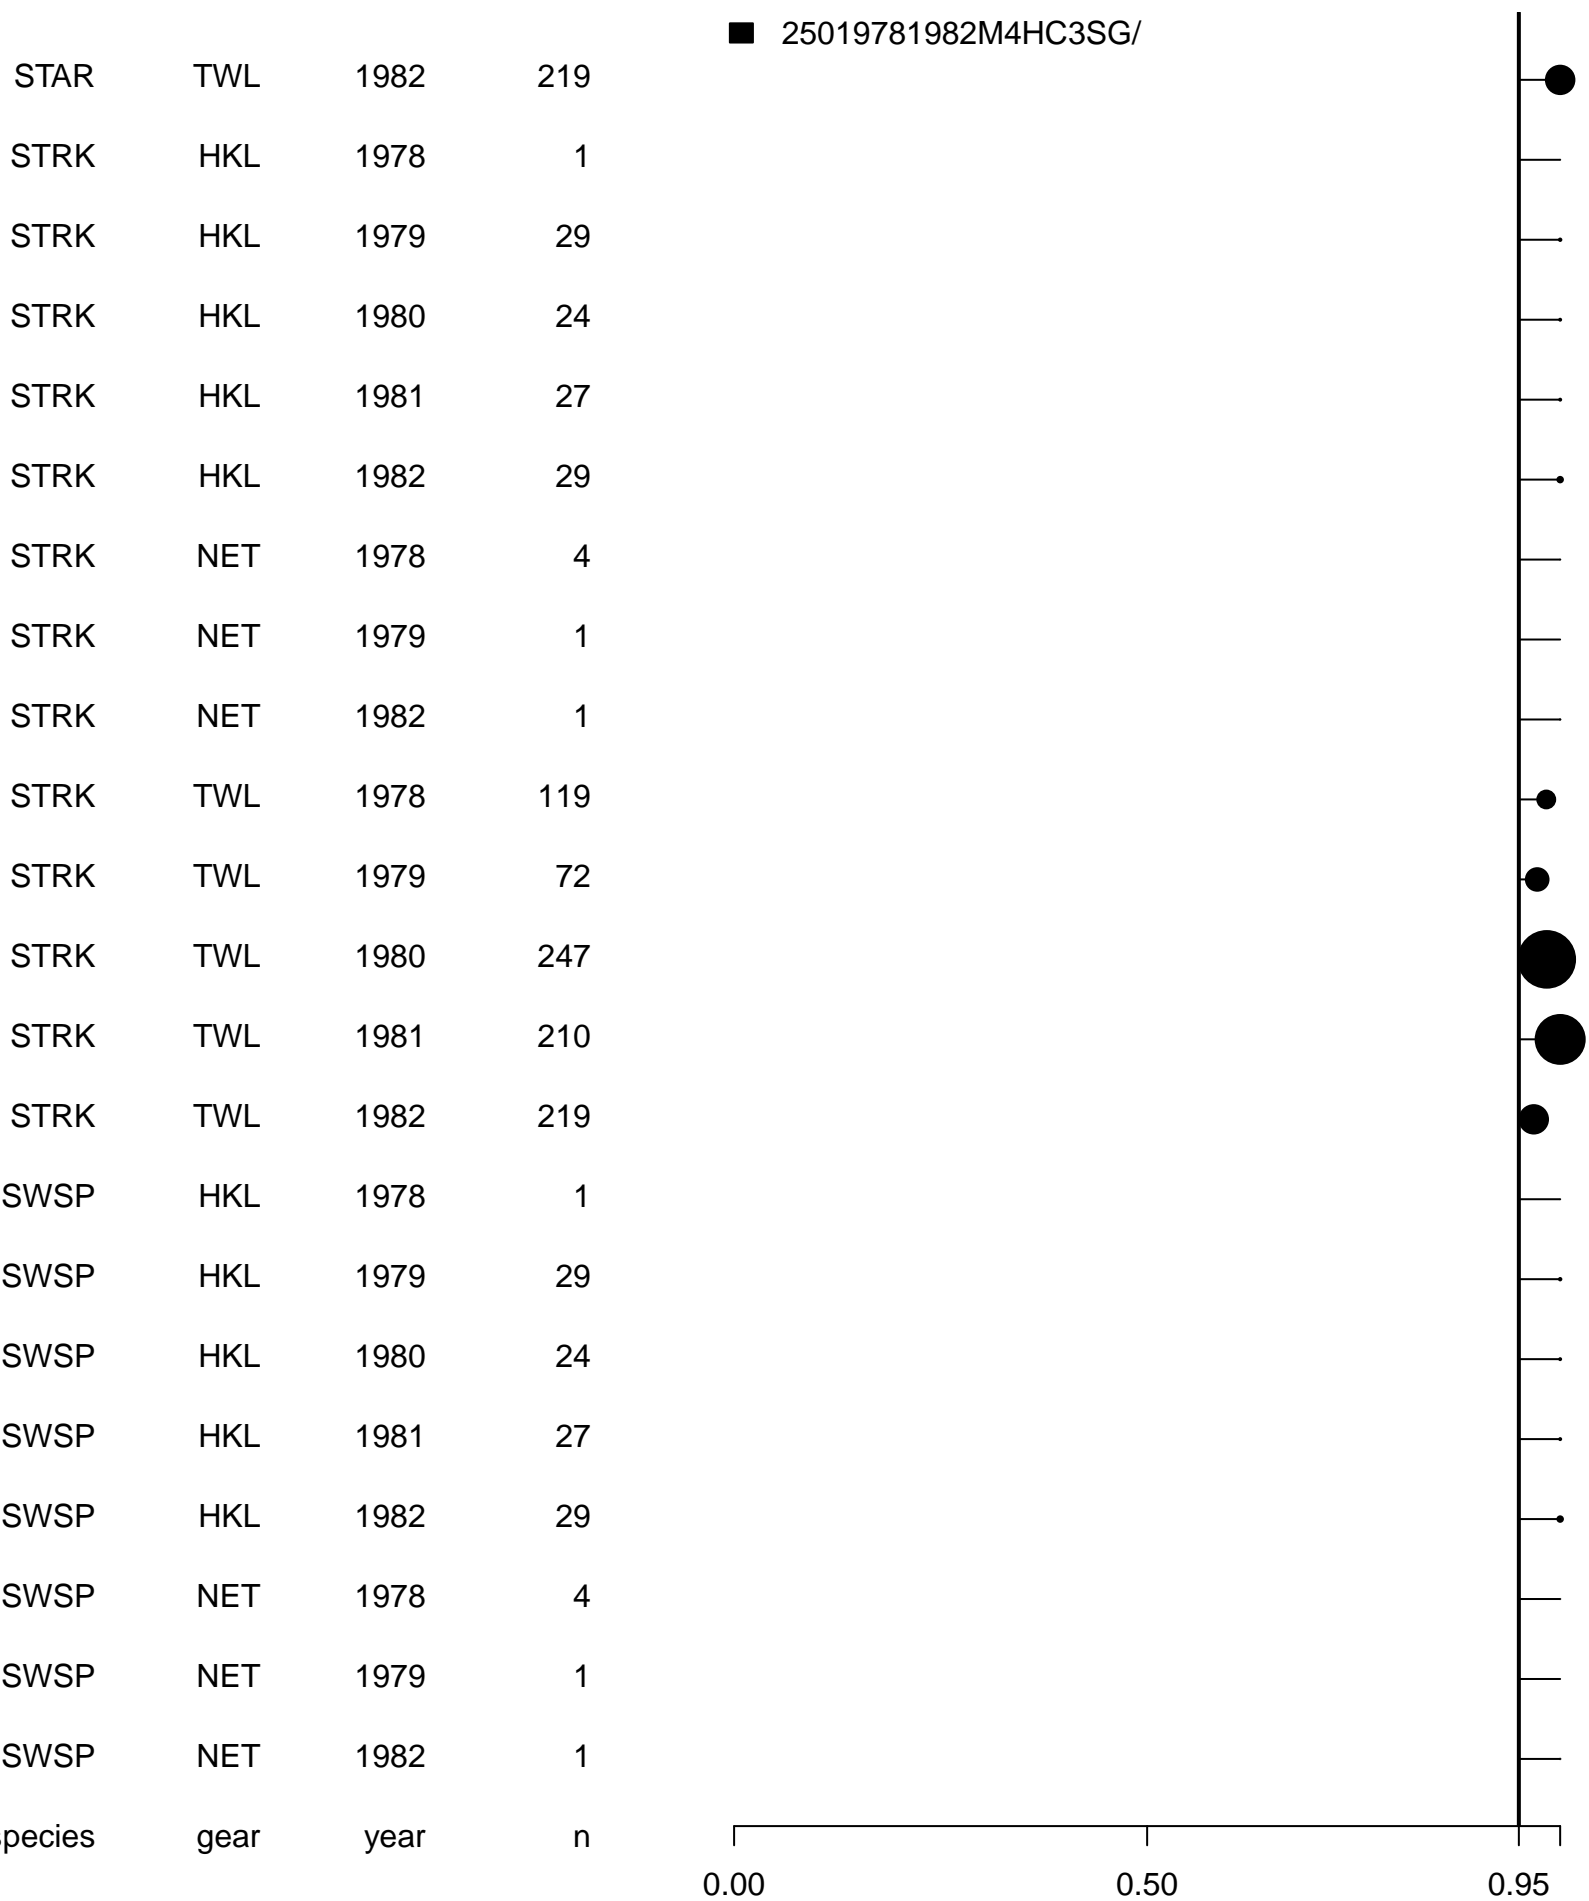 25019781982M4HC3SG/
STAR TWL 1982 219
STRK HKL 1978 1
STRK HKL 1979 29
STRK HKL 1980 24
STRK HKL 1981 27
STRK HKL 1982 29
STRK NET 1978 4
STRK NET 1979 1
STRK NET 1982 1
STRK TWL 1978 119
STRK TWL 1979 72
STRK TWL 1980 247
STRK TWL 1981 210
STRK TWL 1982 219
SWSP HKL 1978 1
SWSP HKL 1979 29
SWSP HKL 1980 24
SWSP HKL 1981 27
SWSP HKL 1982 29
SWSP NET 1978 4
SWSP NET 1979 1
SWSP NET 1982 1
pecies gear year n
0.00 0.50 0.95